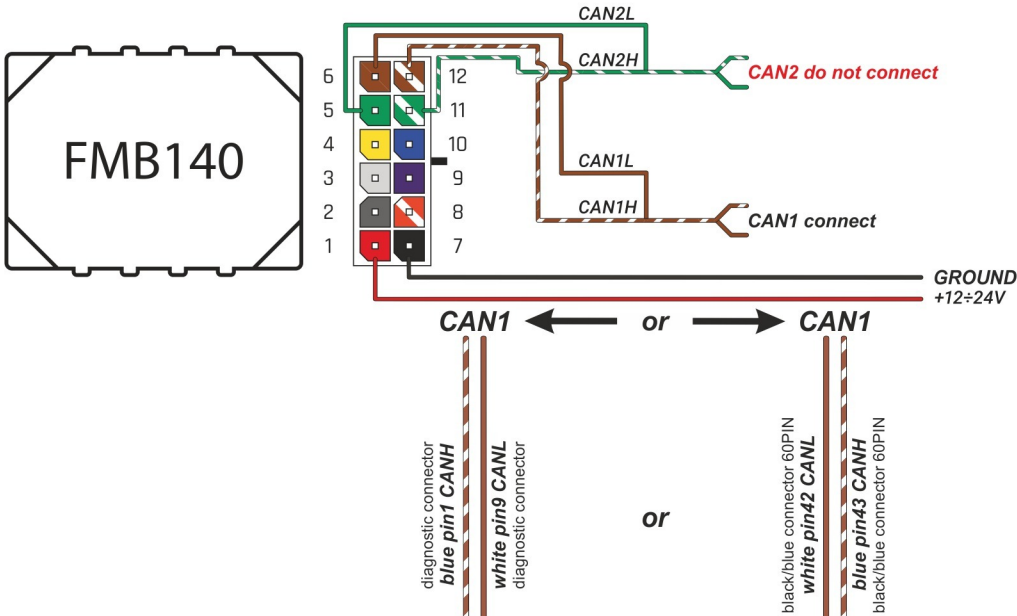 CAN2L
CAN2H
CAN2 do not connect
FMB140
6
12
5
11
4
10
3
9
2
8
1
7
CAN1L
CAN1H
CAN1 connect
GROUND
+12÷24V
CAN1
or
CAN1
diagnostic connector
blue pin1 CANH
white pin9 CANL
diagnostic connector
or
black/blue connector 60PIN
white pin42 CANL
blue pin43 CANH
black/blue connector 60PIN